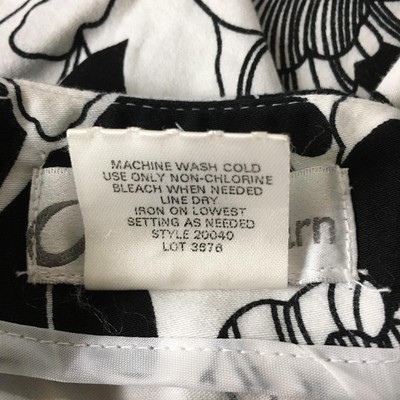 MACHINE WASH COLD
USE ONLY NON-CHLORINE
BLEACH WHEN NEEDED
LINE DRY
IRON ON LOWEST
SETTING AS NEEDED
STYLE 20040
LOT 3876